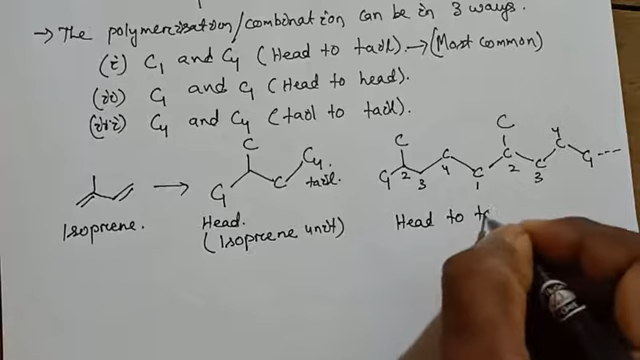 → The polymerisation/combination can be in 3 ways.
(i) C₁ and C₄ (Head to tail). → (Most common)
(ii) C₁ and C₁ (Head to head).
(iii) C₄ and C₄ (tail to tail).
C C₄ C C
C₁ C tail. C₁ 2 3 C 4 C 1 C 2 C 3 C 4 C₁ ---
Isoprene. Head. Head to t
(Isoprene unit)